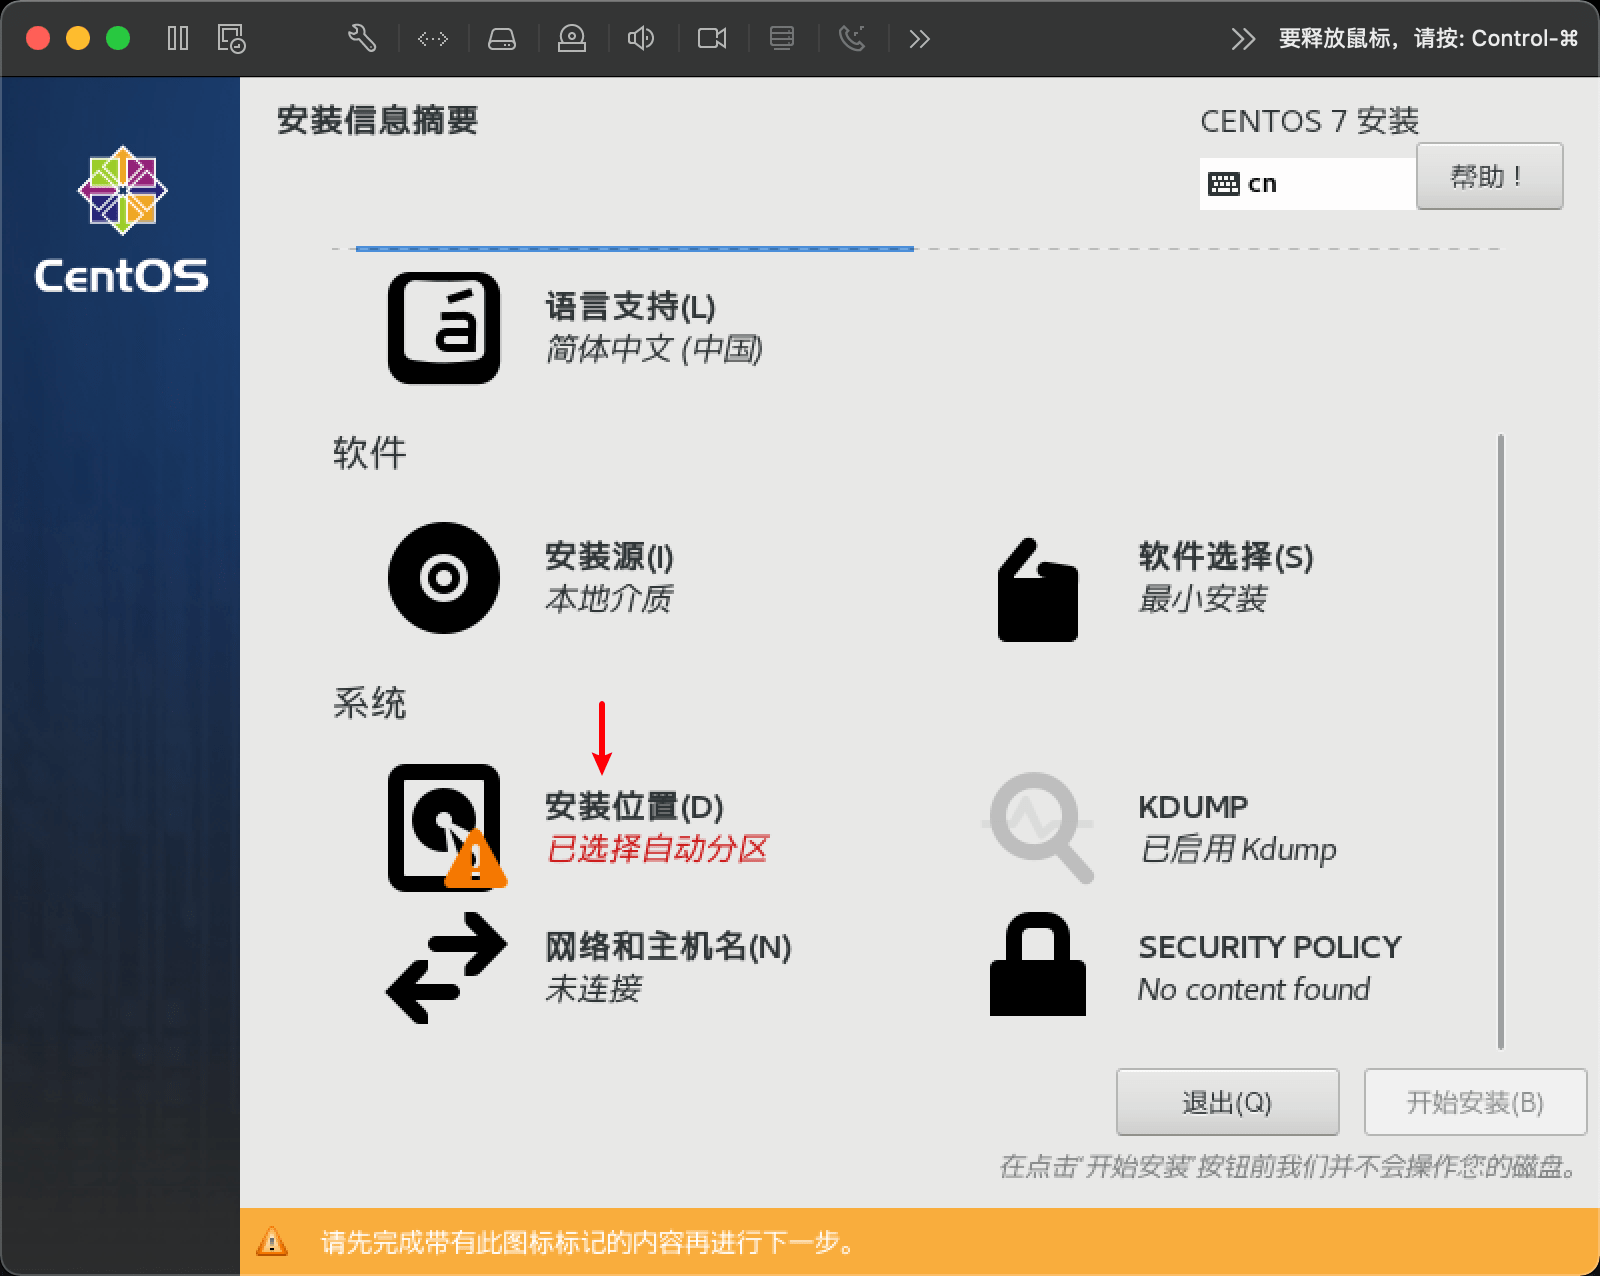 要释放鼠标，请按: Control-⌘
CentOS
安装信息摘要
CENTOS 7 安装
cn
帮助！
á
语言支持(L)
简体中文 (中国)
软件
安装源(I)
本地介质
软件选择(S)
最小安装
系统
安装位置(D)
已选择自动分区
KDUMP
已启用 Kdump
网络和主机名(N)
未连接
SECURITY POLICY
No content found
退出(Q)
开始安装(B)
在点击“开始安装”按钮前我们并不会操作您的磁盘。
请先完成带有此图标标记的内容再进行下一步。